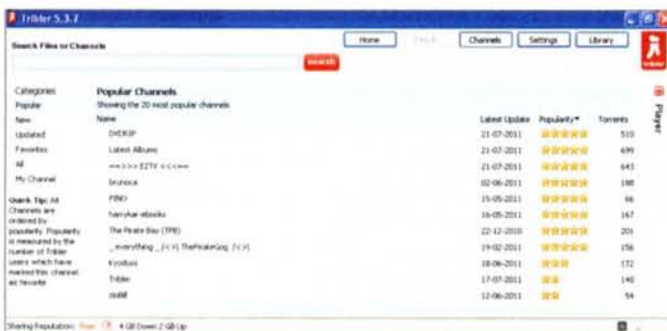 Tribler 5.3.7
Search Files or Channels
Home
Channels
Settings
Library
search
Tribler
Player
Categories
Popular
New
Updated
Favorites
All
My Channel
Quick Tip: All
Channels are
ordered by
popularity. Popularity
is measured by the
number of Tribler
users which have
marked this channel
as favorite
Popular Channels
Showing the 20 most popular channels
Name Latest Update Popularity Torrents
DVDRIP 21-07-2011 510
Latest Albums 21-07-2011 699
==>>> EZTV <<<== 21-07-2011 643
brunoca 02-06-2011 188
FIND 15-05-2011 66
harrykar-ebooks 16-05-2011 167
The Pirate Bay (TPB) 22-12-2010 201
19-02-2011 156
Kyodusi 18-06-2011 172
Tribler 17-07-2011 140
12-06-2011 54
Sharing Reputation: Poor ? 4 GB Down 2 GB Up